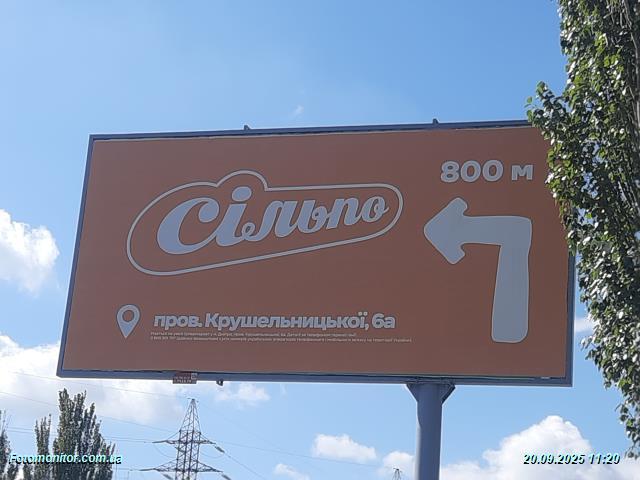 800 м
Сільпо
пров. Крушельницької, 6а
Fotomonitor.com.ua
20.09.2025 11:20